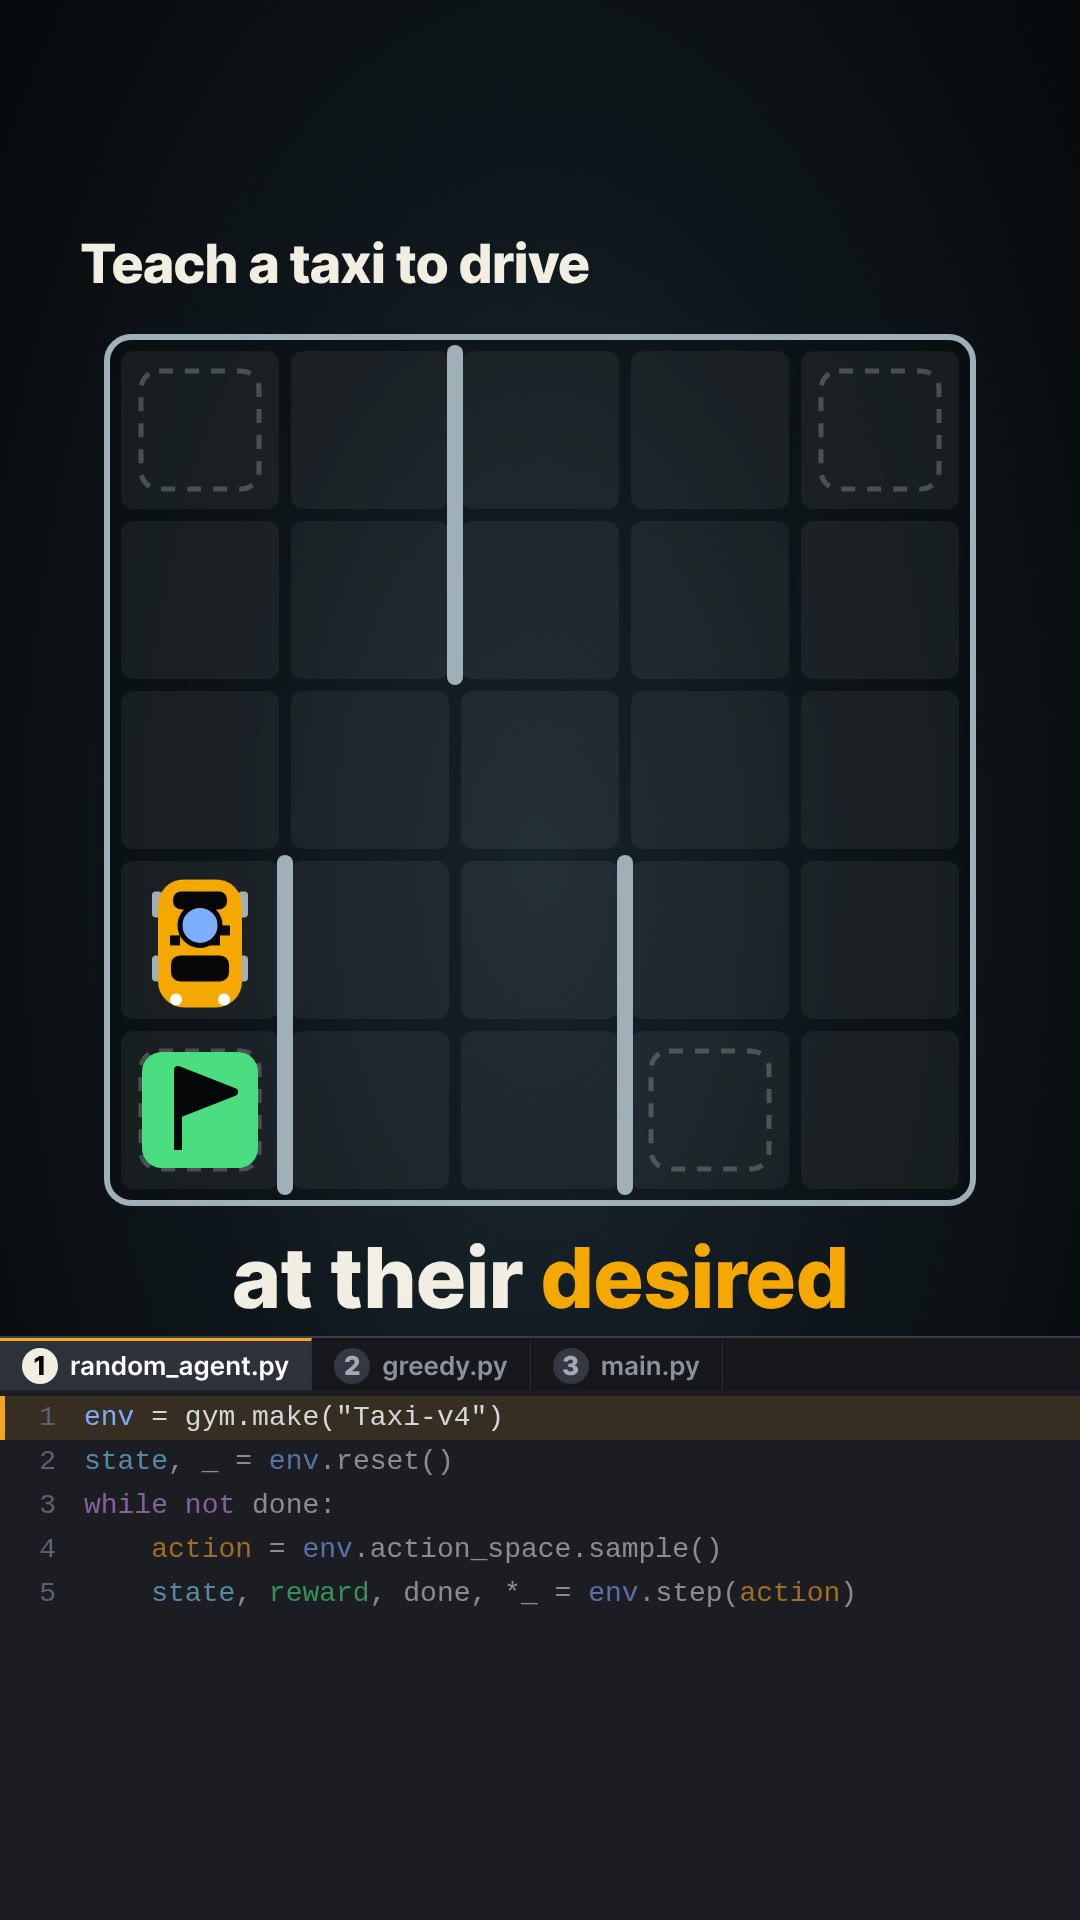 Teach a taxi to drive
at their desired
1 random_agent.py 2 greedy.py 3 main.py
1 env = gym.make("Taxi-v4")
2 state, _ = env.reset()
3 while not done:
4     action = env.action_space.sample()
5     state, reward, done, *_ = env.step(action)